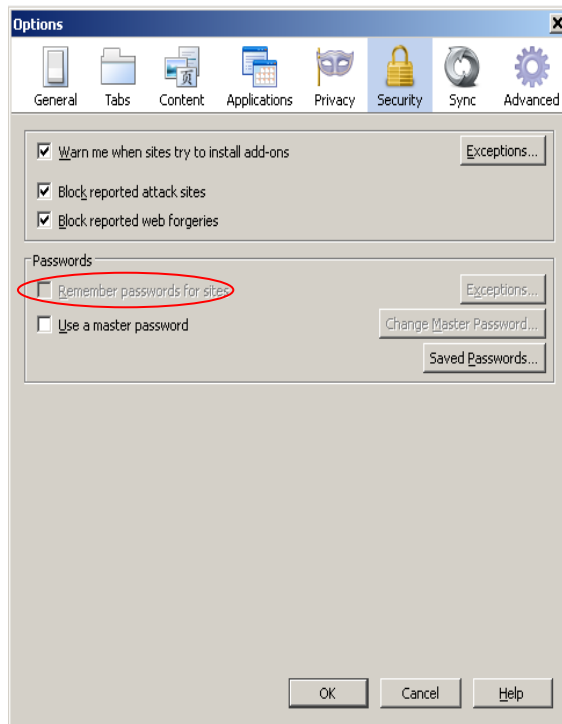 Options
General Tabs Content Applications Privacy Security Sync Advanced
页
Warn me when sites try to install add-ons Exceptions...
Block reported attack sites
Block reported web forgeries
Passwords
Remember passwords for sites Exceptions...
Use a master password Change Master Password...
Saved Passwords...
OK Cancel Help